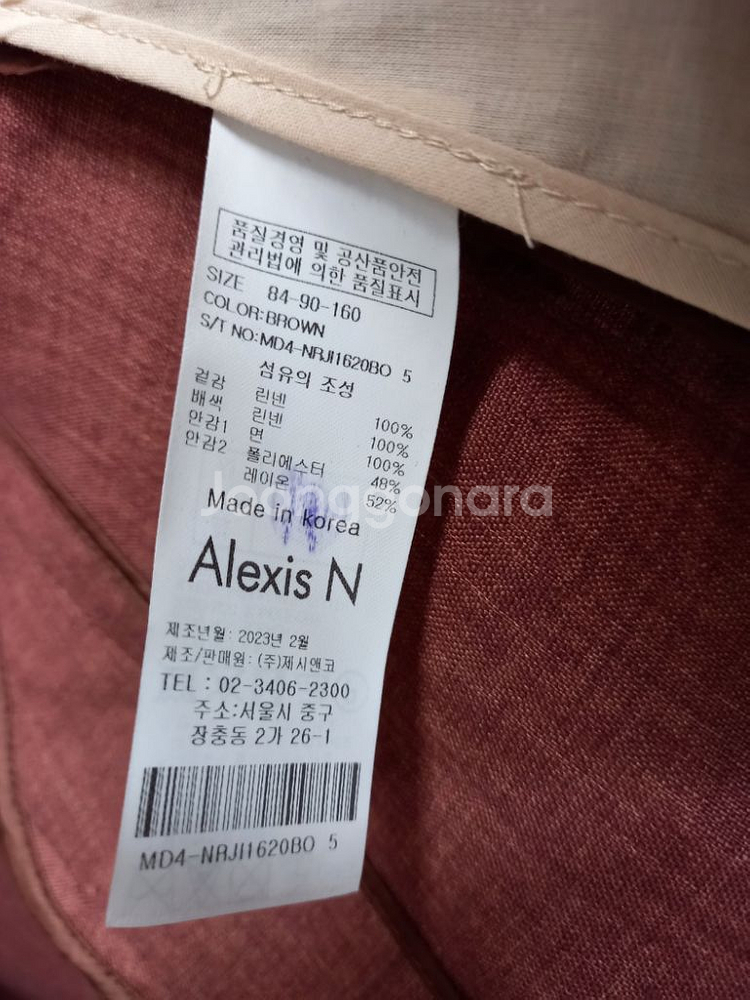 품질경영 및 공산품안전
관리법에 의한 품질표시
SIZE 84-90-160
COLOR:BROWN
S/T NO:MD4-NRJI1620BO 5
섬유의 조성
겉감 린넨 100%
배색 린넨 100%
안감1 면 100%
안감2 폴리에스터 48%
레이온 52%
Joonggonara
Made in korea
Alexis N
제조년월: 2023년 2월
제조/판매원: (주)제시앤코
TEL : 02-3406-2300
주소:서울시 중구
장충동 2가 26-1
MD4-NRJI1620BO 5